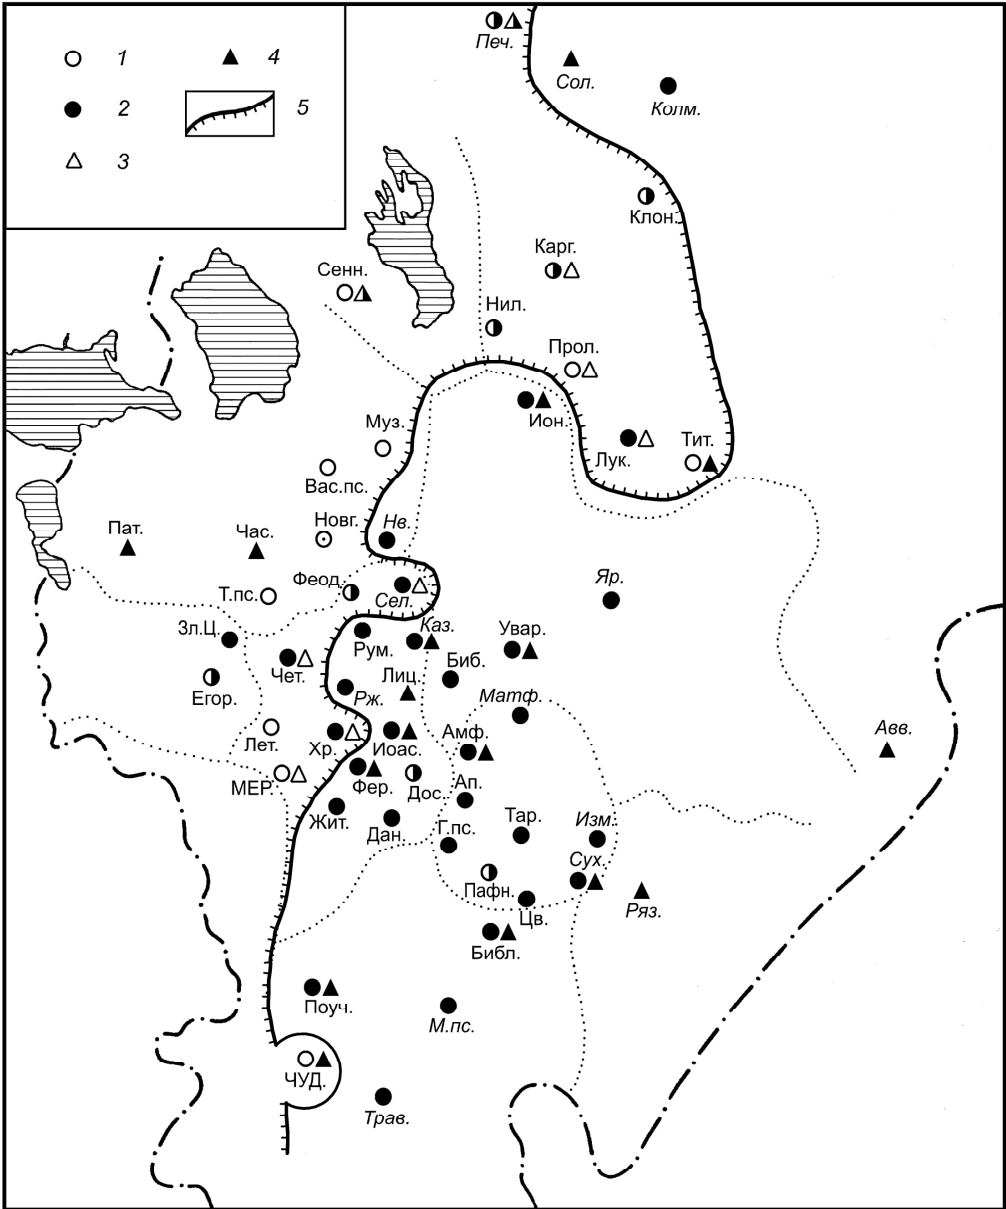 1
4
2
5
3
Печ.
Сол.
Колм.
Клон.
Карг.
Сенн.
Нил.
Прол.
Ион.
Муз.
Лук.
Тит.
Вас.пс.
Новг.
Нв.
Пат.
Час.
Феод.
Т.пс.
Сел.
Яр.
Зл.Ц.
Рум.
Каз.
Увар.
Чет.
Биб.
Егор.
Лиц.
Рж.
Матф.
Лет.
Хр.
Иоас.
Амф.
Авв.
МЕР.
Фер.
Дос.
Ап.
Жит.
Дан.
Г.пс.
Тар.
Изм.
Сух.
Пафн.
Цв.
Ряз.
Библ.
Поуч.
М.пс.
ЧУД.
Трав.